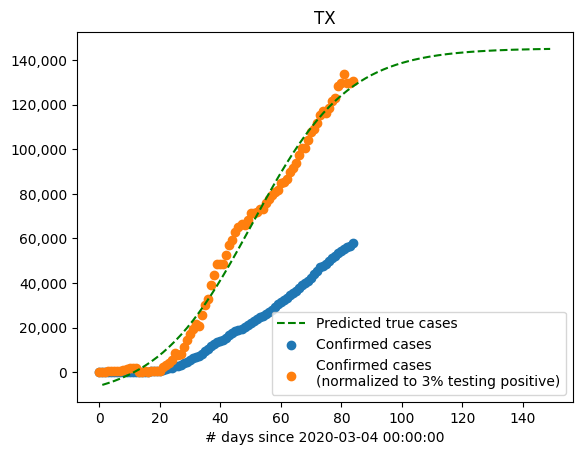 TX
140,000
120,000
100,000
80,000
60,000
40,000
20,000
0
Predicted true cases
Confirmed cases
Confirmed cases
(normalized to 3% testing positive)
0 20 40 60 80 100 120 140
# days since 2020-03-04 00:00:00